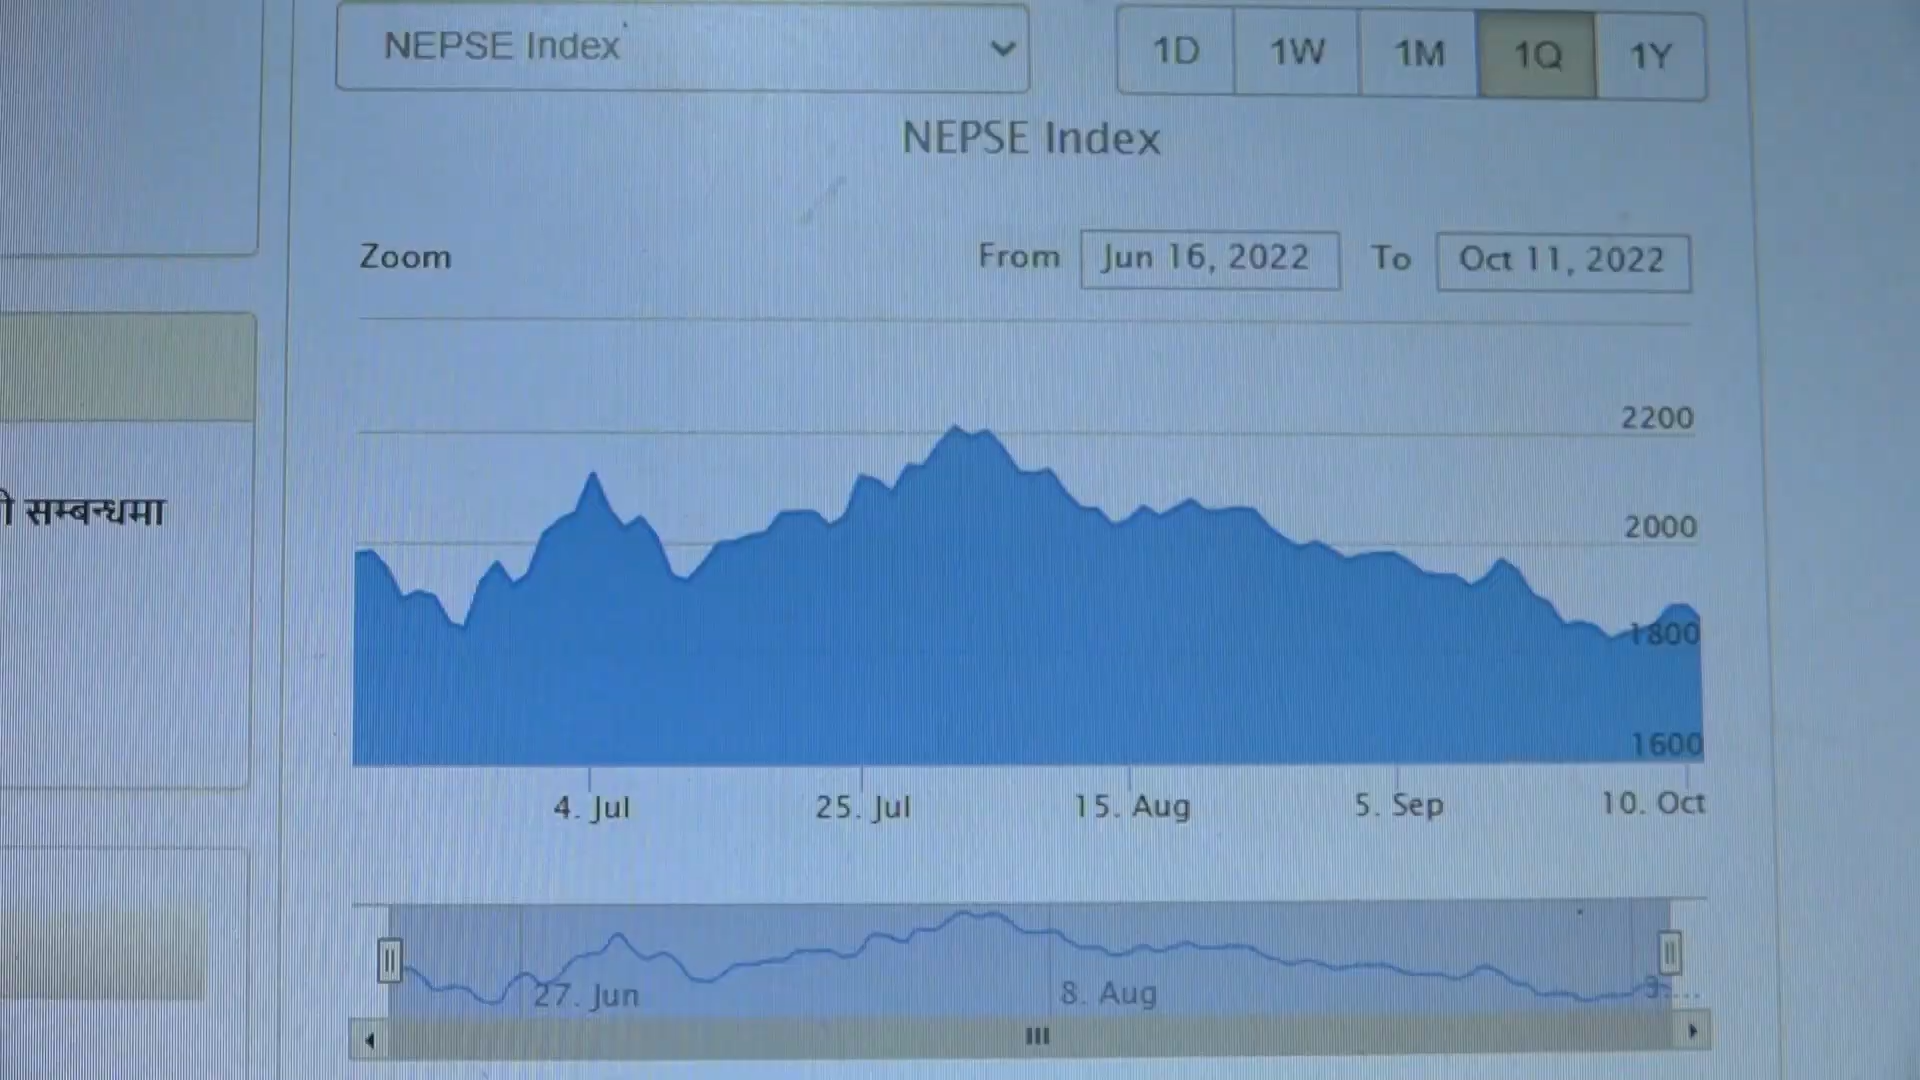 NEPSE Index
1D 1W 1M 1Q 1Y
NEPSE Index
Zoom From Jun 16, 2022 To Oct 11, 2022
2200
2000
1800
1600
सम्बन्धमा
4. Jul 25. Jul 15. Aug 5. Sep 10. Oct
27. Jun 8. Aug